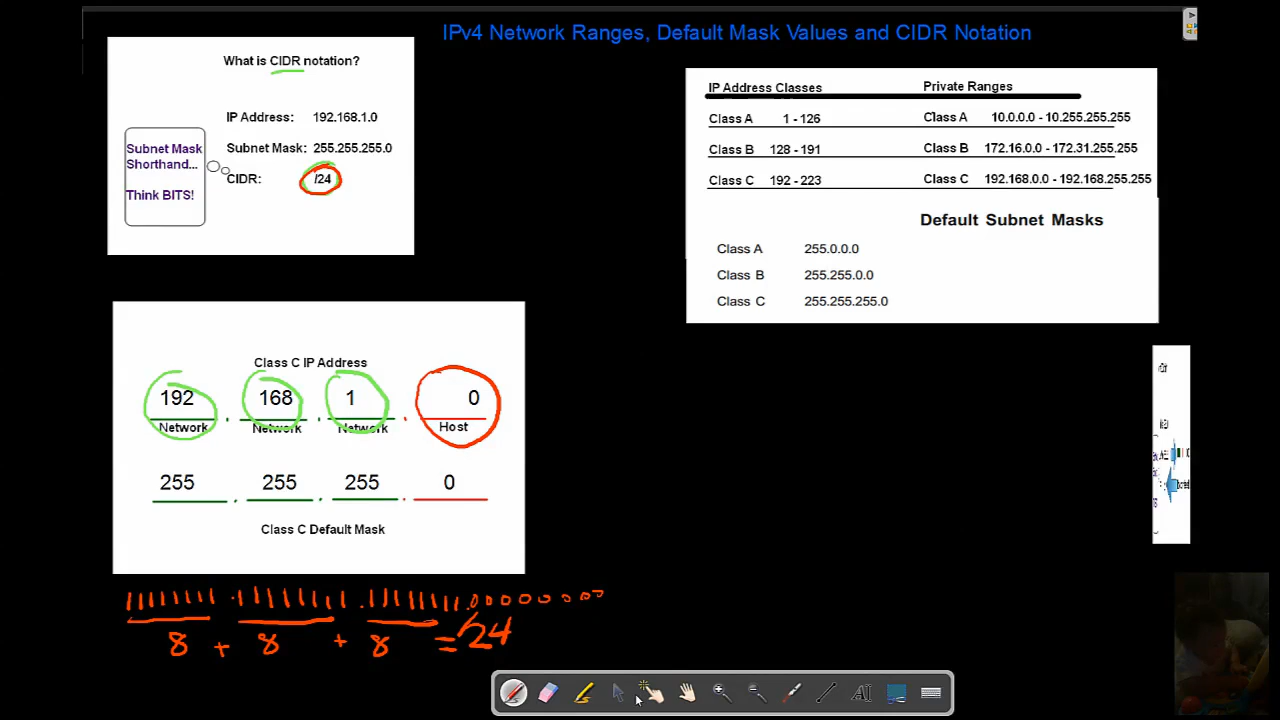 IPv4 Network Ranges, Default Mask Values and CIDR Notation
What is CIDR notation?
IP Address: 192.168.1.0
Subnet Mask: 255.255.255.0
CIDR: /24
Subnet Mask
Shorthand...
Think BITS!
IP Address Classes Private Ranges
Class A 1 - 126 Class A 10.0.0.0 - 10.255.255.255
Class B 128 - 191 Class B 172.16.0.0 - 172.31.255.255
Class C 192 - 223 Class C 192.168.0.0 - 192.168.255.255
Default Subnet Masks
Class A 255.0.0.0
Class B 255.255.0.0
Class C 255.255.255.0
Class C IP Address
192 . 168 . 1 . 0
Network Network Network Host
255 . 255 . 255 . 0
Class C Default Mask
11111111.11111111.11111111.00000000
8 + 8 + 8 = /24
AI